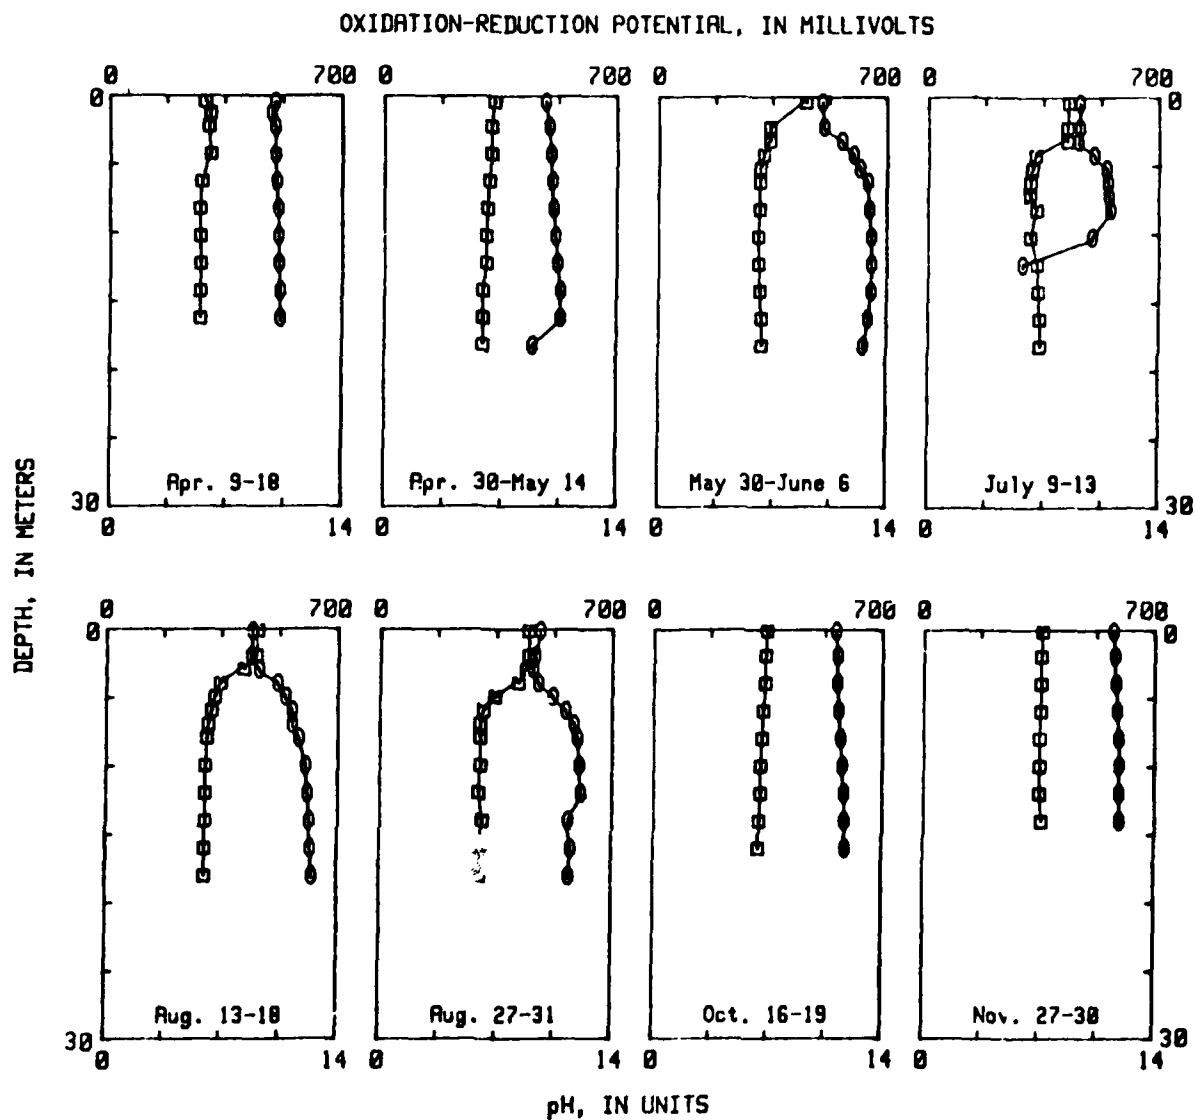 OXIDATION-REDUCTION POTENTIAL, IN MILLIVOLTS
0 700 0 700 0 700 0 700
0 0
Apr. 9-18 Apr. 30-May 14 May 30-June 6 July 9-13
30 30
0 14 0 14 0 14 0 14
DEPTH, IN METERS
0 700 0 700 0 700 0 700
0 0
Aug. 13-18 Aug. 27-31 Oct. 16-19 Nov. 27-30
30 30
0 14 0 14 0 14 0 14
pH, IN UNITS